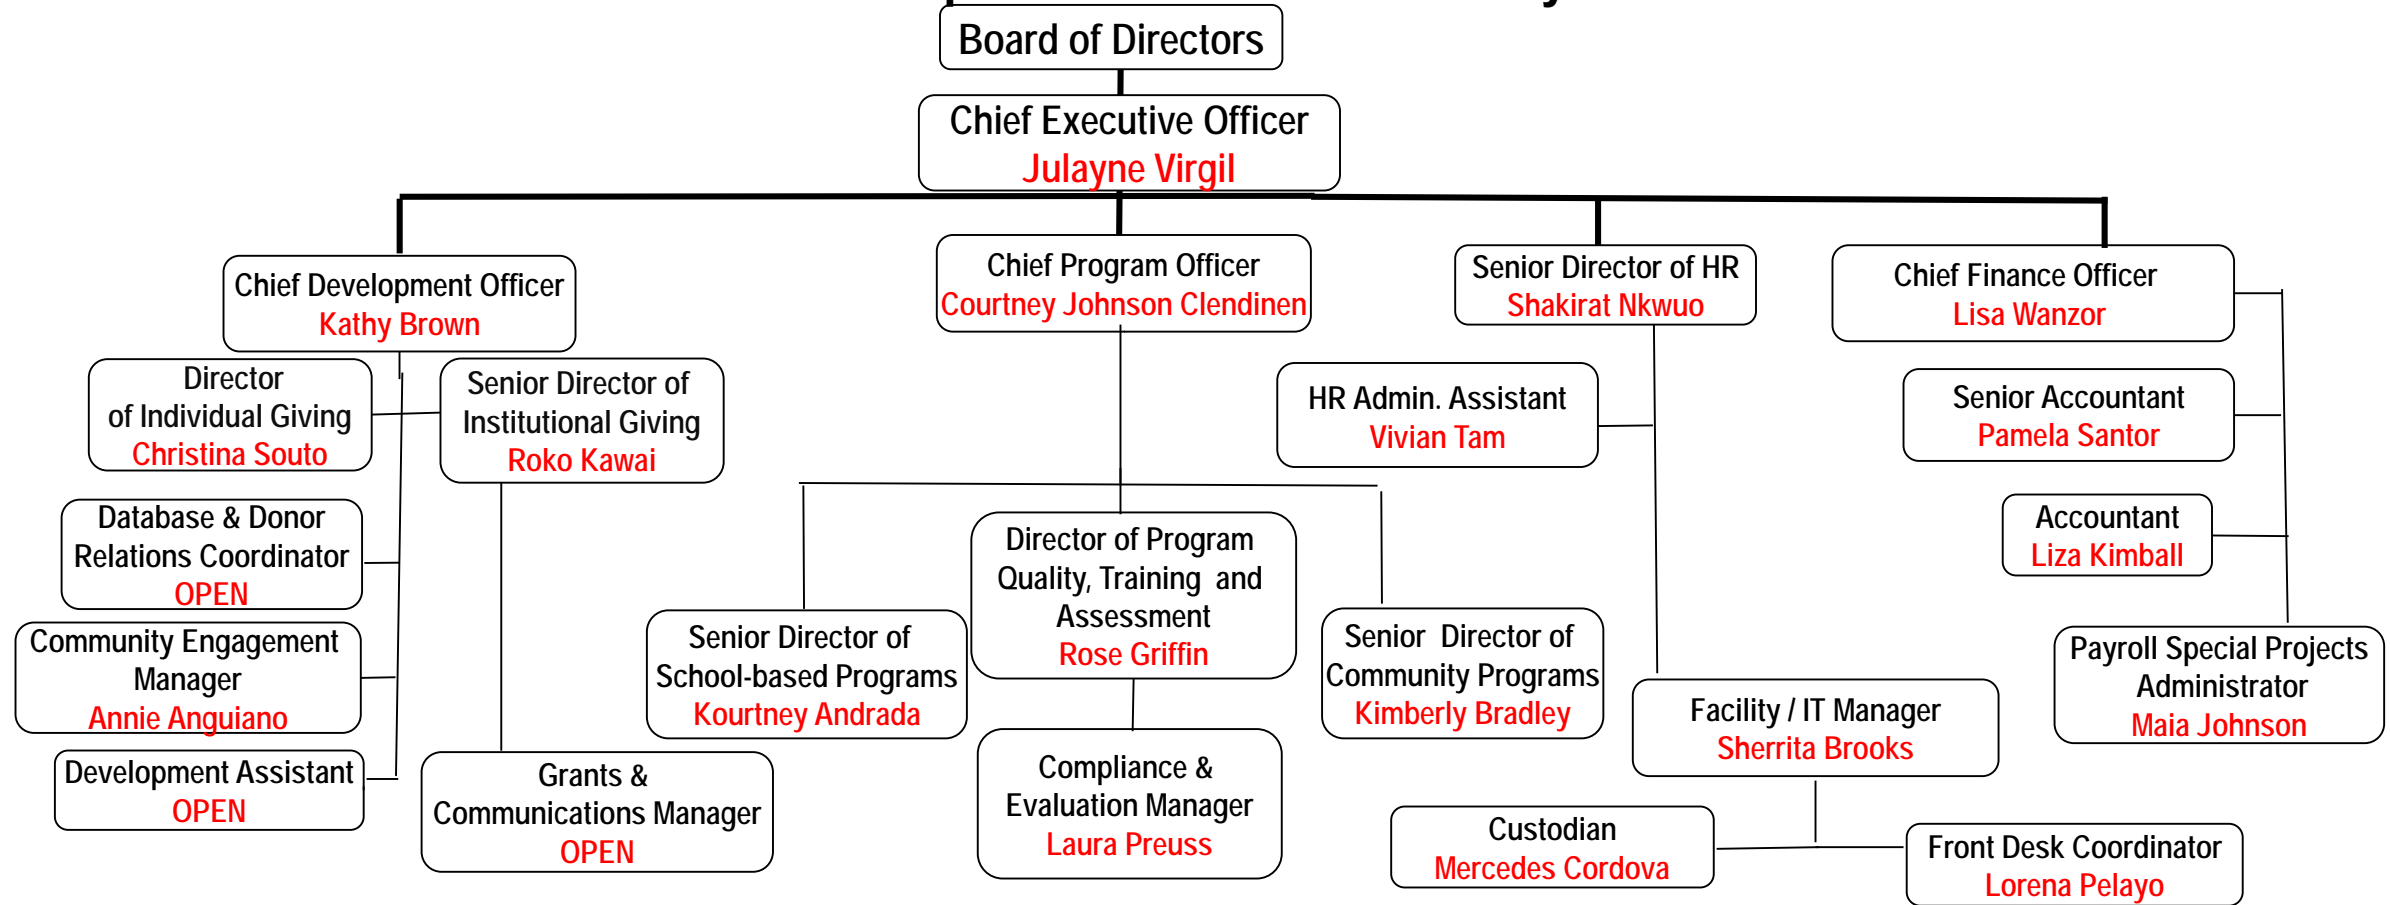 Board of Directors
Chief Executive Officer
Julayne Virgil
Chief Development Officer
Kathy Brown
Chief Program Officer
Courtney Johnson Clendinen
Senior Director of HR
Shakirat Nkwuo
Chief Finance Officer
Lisa Wanzor
Director
of Individual Giving
Christina Souto
Senior Director of
Institutional Giving
Roko Kawai
HR Admin. Assistant
Vivian Tam
Senior Accountant
Pamela Santor
Database & Donor
Relations Coordinator
OPEN
Director of Program
Quality, Training and
Assessment
Rose Griffin
Accountant
Liza Kimball
Community Engagement
Manager
Annie Anguiano
Senior Director of
School-based Programs
Kourtney Andrada
Senior Director of
Community Programs
Kimberly Bradley
Facility / IT Manager
Sherrita Brooks
Payroll Special Projects
Administrator
Maia Johnson
Development Assistant
OPEN
Grants &
Communications Manager
OPEN
Compliance &
Evaluation Manager
Laura Preuss
Custodian
Mercedes Cordova
Front Desk Coordinator
Lorena Pelayo